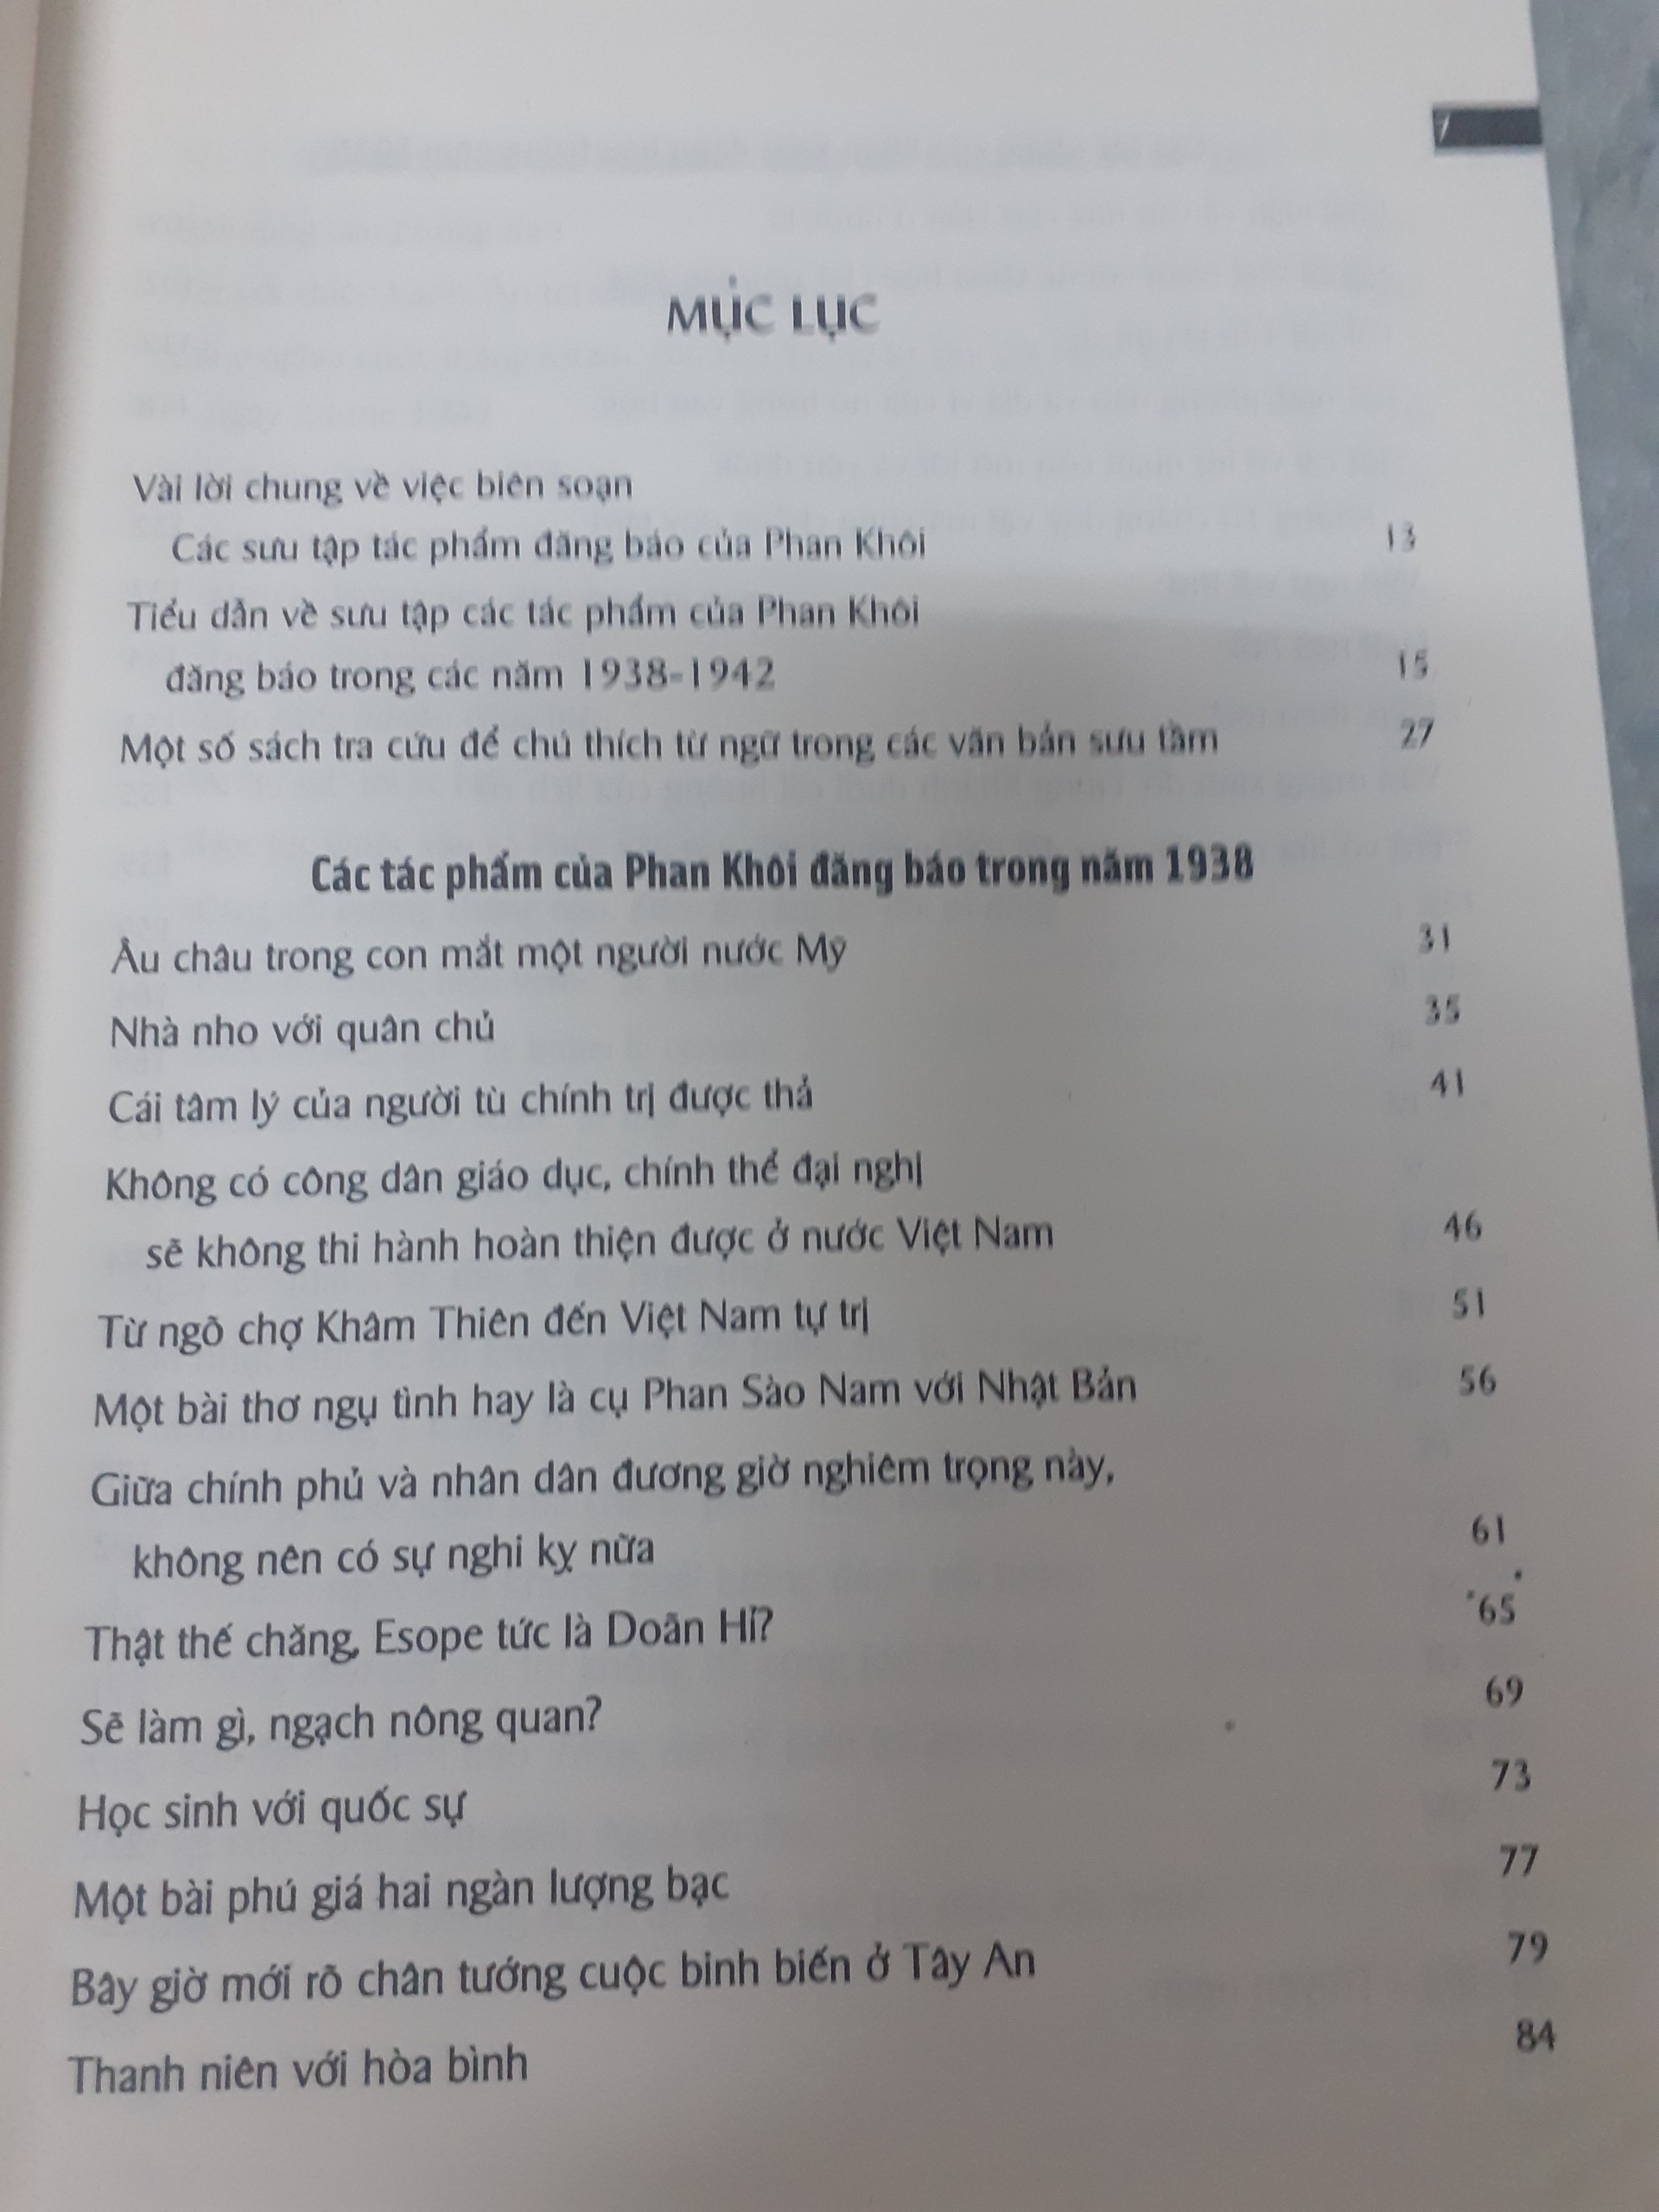 7
MỤC LỤC
Vài lời chung về việc biên soạn
Các sưu tập tác phẩm đăng báo của Phan Khôi 13
Tiểu dẫn về sưu tập các tác phẩm của Phan Khôi
đăng báo trong các năm 1938-1942 15
Một số sách tra cứu để chú thích từ ngữ trong các văn bản sưu tầm 27
Các tác phẩm của Phan Khôi đăng báo trong năm 1938
Âu châu trong con mắt một người nước Mỹ 31
Nhà nho với quân chủ 35
Cái tâm lý của người tù chính trị được thả 41
Không có công dân giáo dục, chính thể đại nghị
sẽ không thi hành hoàn thiện được ở nước Việt Nam 46
Từ ngõ chợ Khâm Thiên đến Việt Nam tự trị 51
Một bài thơ ngụ tình hay là cụ Phan Sào Nam với Nhật Bản 56
Giữa chính phủ và nhân dân đương giờ nghiêm trọng này,
không nên có sự nghi kỵ nữa 61
Thật thế chăng, Esope tức là Doãn Hỉ? 65
Sẽ làm gì, ngạch nông quan? 69
Học sinh với quốc sự 73
Một bài phú giá hai ngàn lượng bạc 77
Bây giờ mới rõ chân tướng cuộc binh biến ở Tây An 79
Thanh niên với hòa bình 84